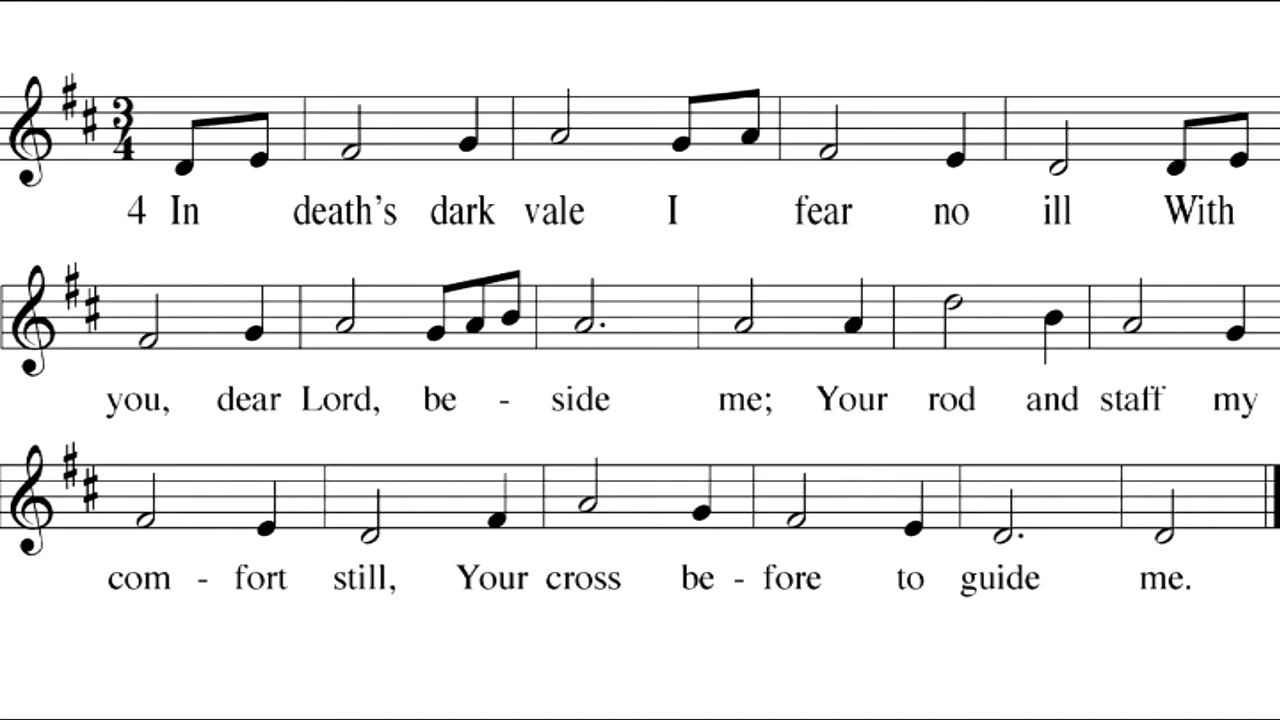 4 In death's dark vale I fear no ill With
you, dear Lord, be - side me; Your rod and staff my
com - fort still, Your cross be - fore to guide me.